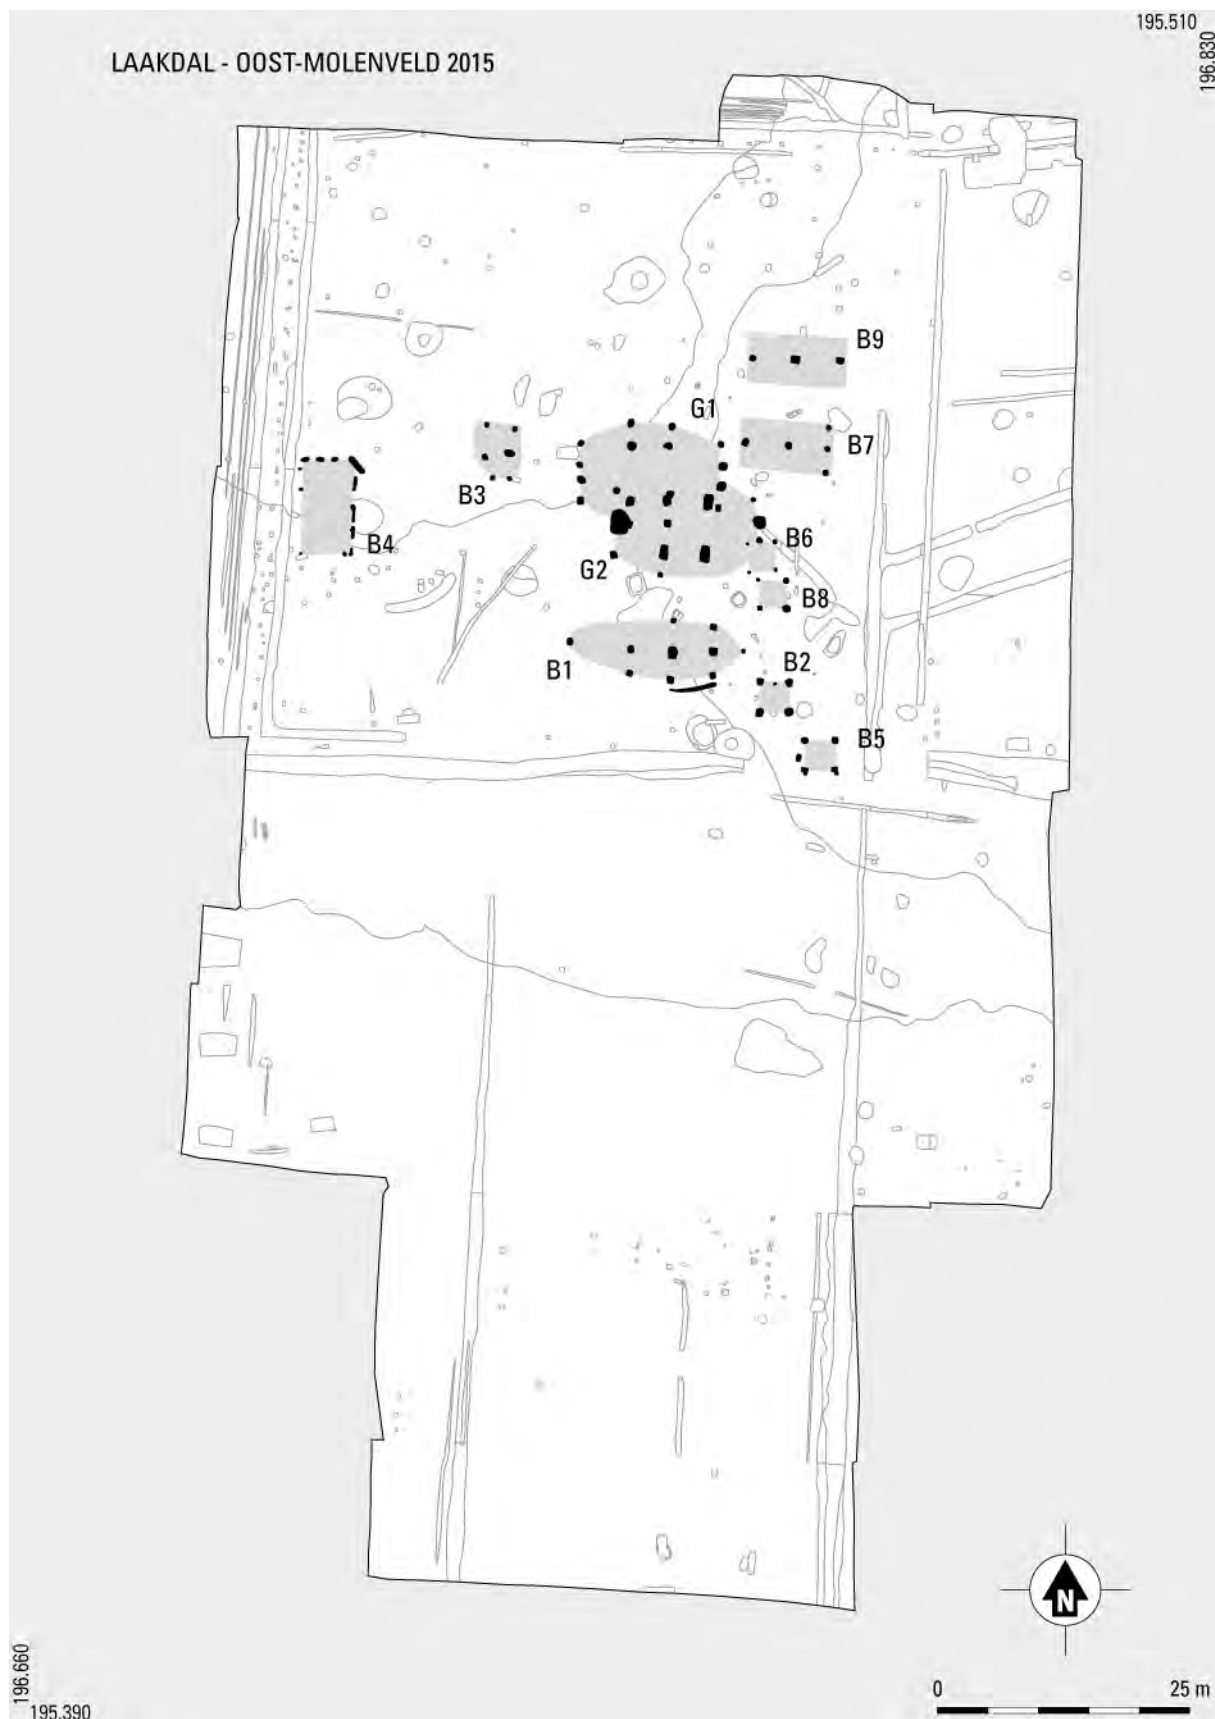 195.510
196.830
LAAKDAL - OOST-MOLENVELD 2015
B9
G1
B7
B3
B4
B6
G2
B8
B1
B2
B5
N
196.660
195.390
0 25 m